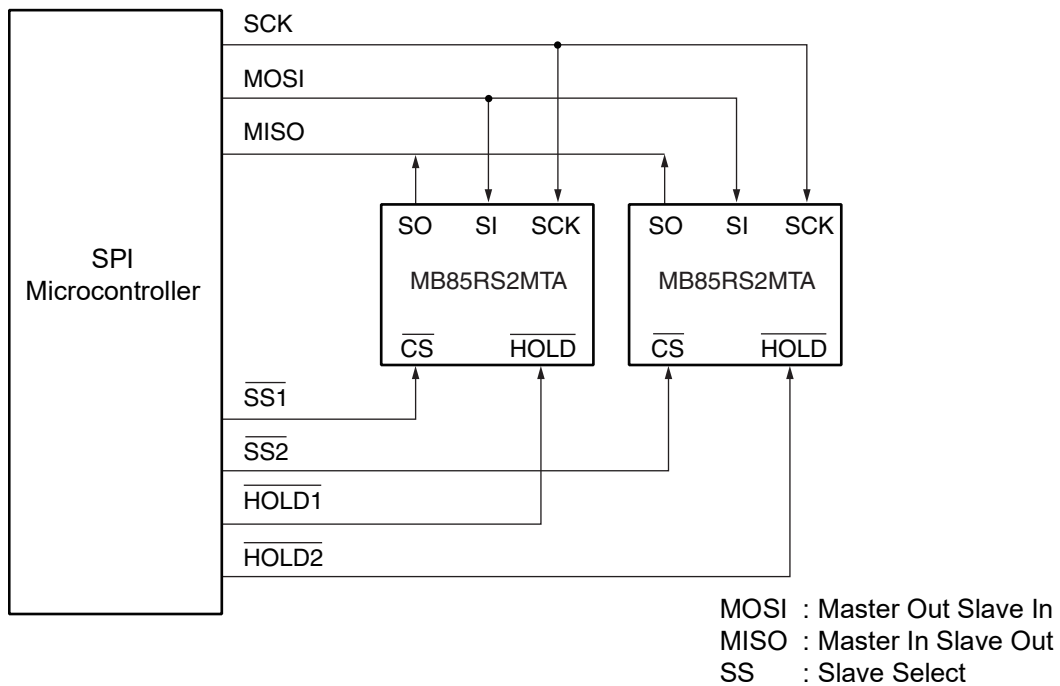 SCK
MOSI
MISO
SPI
Microcontroller
SO SI SCK
MB85RS2MTA
CS HOLD
SO SI SCK
MB85RS2MTA
CS HOLD
SS1
SS2
HOLD1
HOLD2
MOSI : Master Out Slave In
MISO : Master In Slave Out
SS : Slave Select